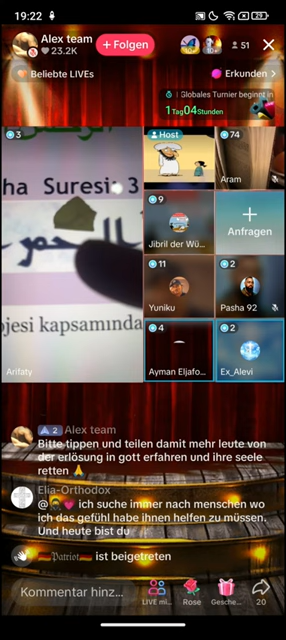 19:22
29
Alex team
23.2K
+ Folgen
51
Beliebte LIVEs
Erkunden >
Globales Turnier beginnt in
1Tag04Stunden
3
ha Suresi 3
ojesi kapsamında
Arifaty
Host
74
Aram
9
Jibril der Wü...
+
Anfragen
11
Yuniku
2
Pasha 92
4
Ayman Eljafo...
2
Ex_Alevi
2 Alex team
Bitte tippen und teilen damit mehr leute von
der erlösung in gott erfahren und ihre seele
retten 🙏
Elia-Orthodox
ich suche immer nach menschen wo
ich das gefühl habe ihnen helfen zu müssen.
Und heute bist du
🇩🇪Patriot🇩🇪 ist beigetreten
Kommentar hinz...
LIVE mi...
Rose
Gesche...
20